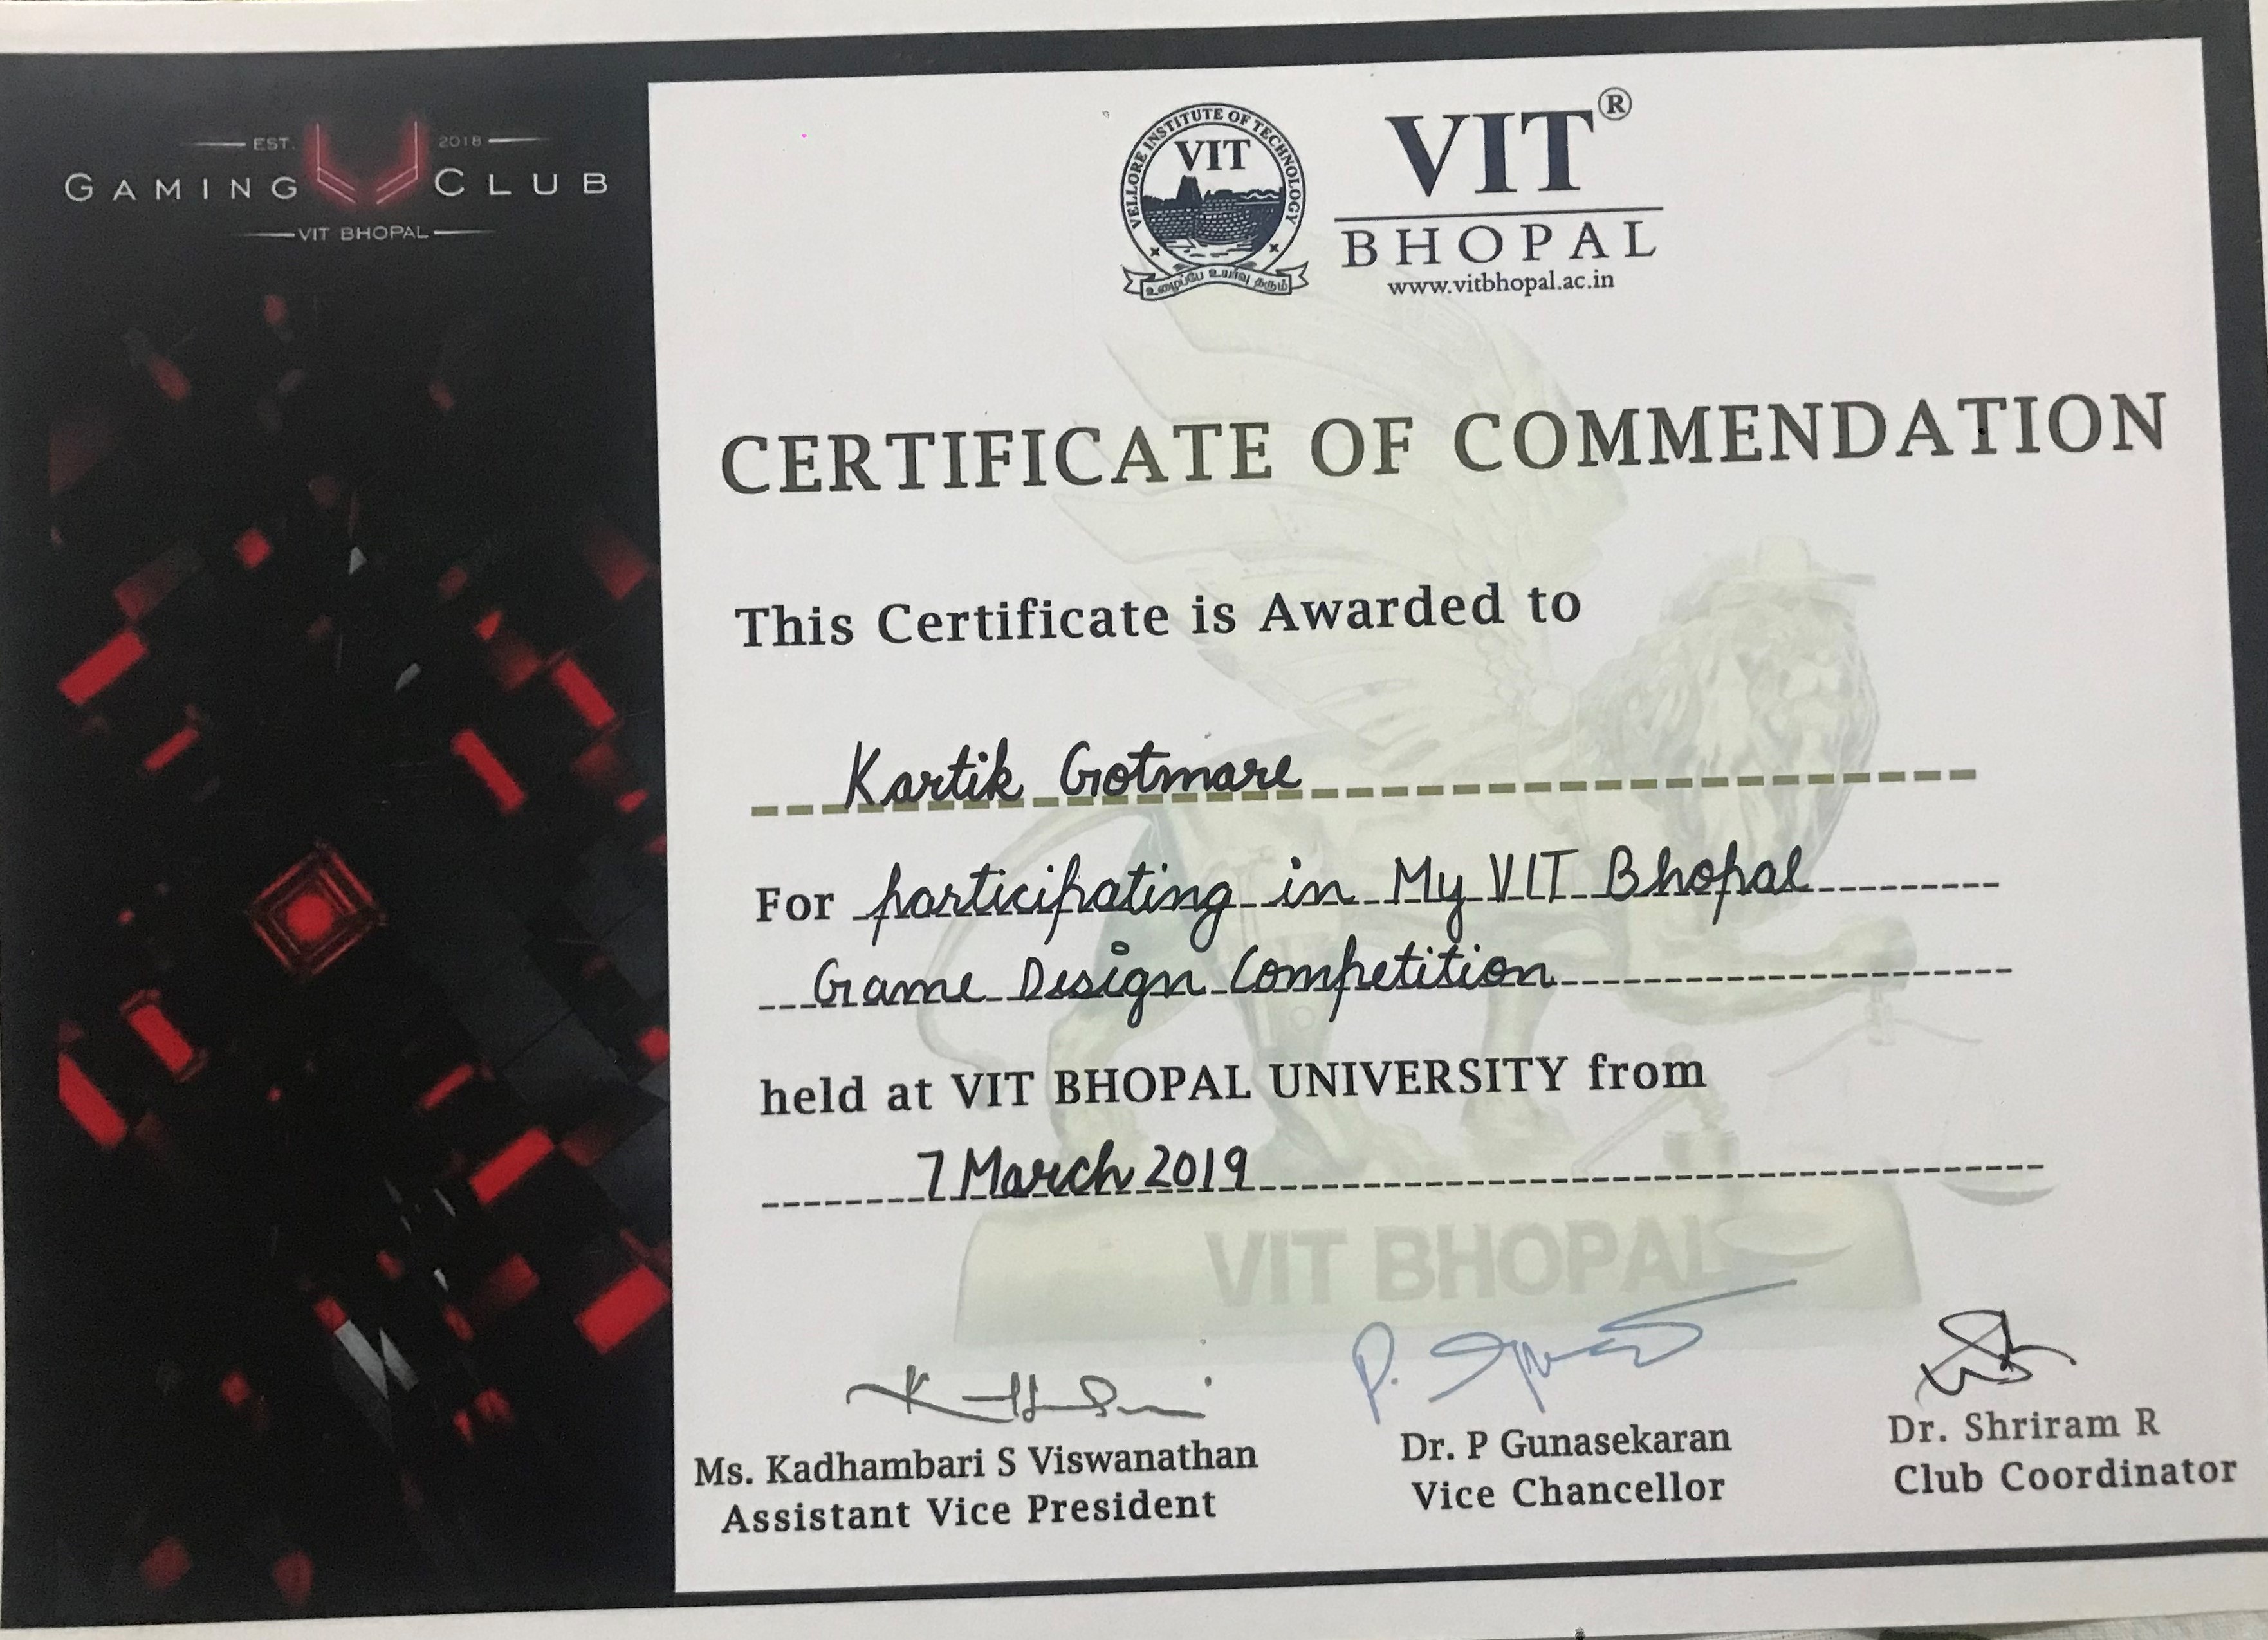 EST. 2018
GAMING CLUB
VIT BHOPAL
VELLORE INSTITUTE OF TECHNOLOGY
VIT
உழைப்பே உயர்வு தரும்
VIT®
BHOPAL
www.vitbhopal.ac.in
CERTIFICATE OF COMMENDATION
This Certificate is Awarded to
Kartik Gotmare
For participating in My VIT Bhopal
Game Design Competition
held at VIT BHOPAL UNIVERSITY from
7 March 2019
VIT BHOPAL
Ms. Kadhambari S Viswanathan
Assistant Vice President
Dr. P Gunasekaran
Vice Chancellor
Dr. Shriram R
Club Coordinator